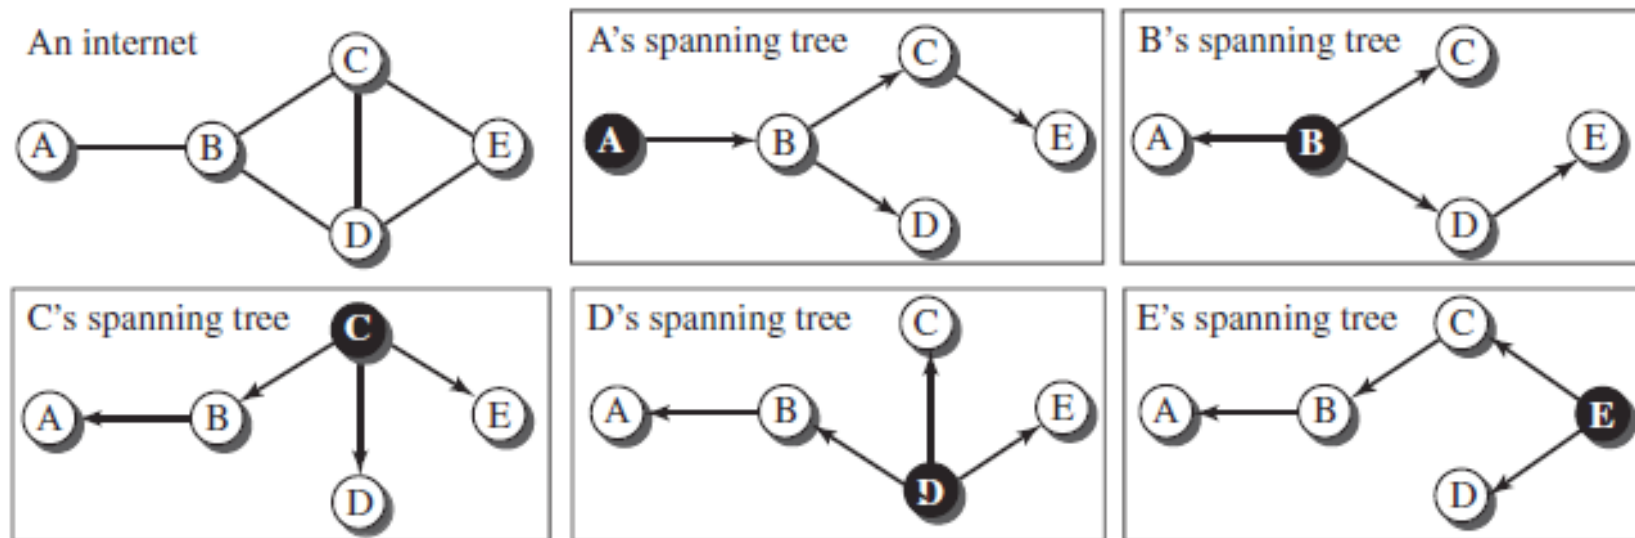 An internet
C
A
B
E
D
A's spanning tree
C
A
B
E
D
B's spanning tree
C
A
B
E
D
C's spanning tree
C
A
B
E
D
D's spanning tree
C
A
B
E
D
E's spanning tree
C
A
B
E
D